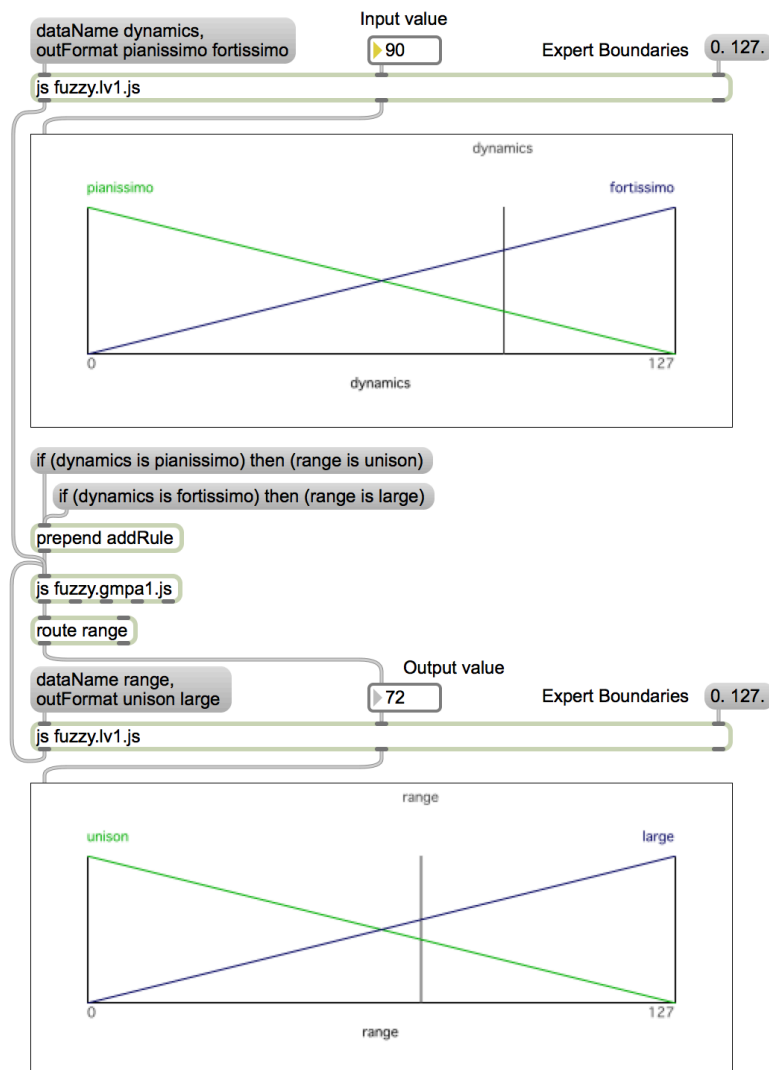 dataName dynamics,
outFormat pianissimo fortissimo
Input value
90
Expert Boundaries
0. 127.
js fuzzy.lv1.js
dynamics
pianissimo
fortissimo
0
127
dynamics
if (dynamics is pianissimo) then (range is unison)
if (dynamics is fortissimo) then (range is large)
prepend addRule
js fuzzy.gmpa1.js
route range
dataName range,
outFormat unison large
Output value
72
Expert Boundaries
0. 127.
js fuzzy.lv1.js
range
unison
large
0
127
range